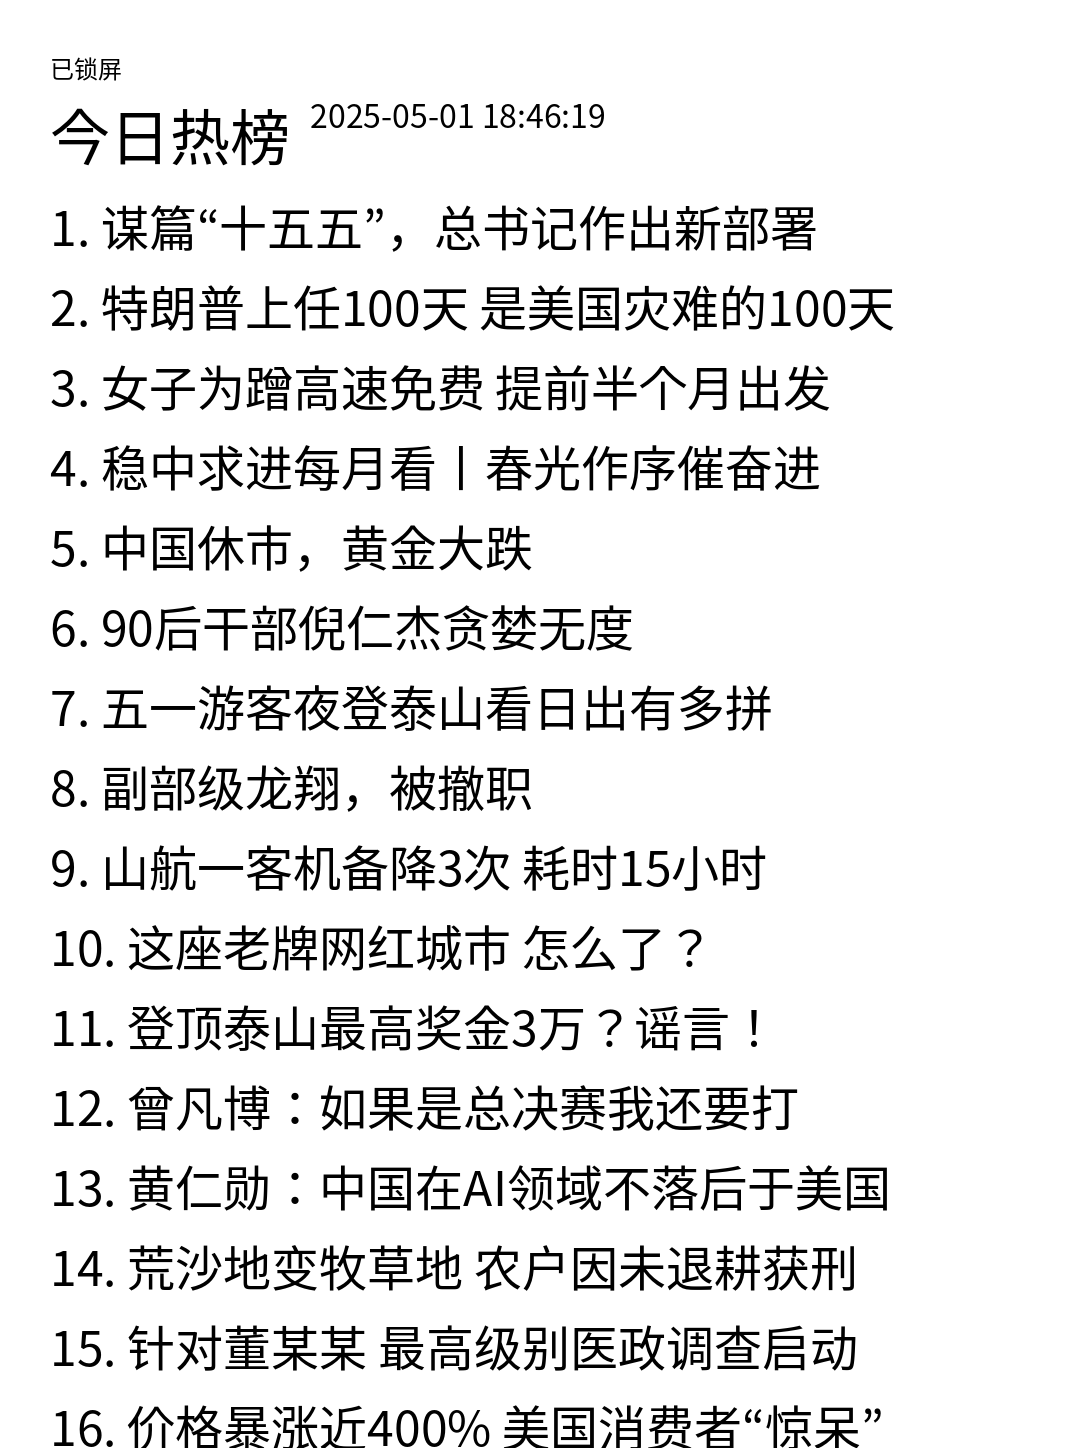 已锁屏
今日热榜 2025-05-01 18:46:19
1. 谋篇“十五五”，总书记作出新部署
2. 特朗普上任100天 是美国灾难的100天
3. 女子为蹭高速免费 提前半个月出发
4. 稳中求进每月看丨春光作序催奋进
5. 中国休市，黄金大跌
6. 90后干部倪仁杰贪婪无度
7. 五一游客夜登泰山看日出有多拼
8. 副部级龙翔，被撤职
9. 山航一客机备降3次 耗时15小时
10. 这座老牌网红城市 怎么了？
11. 登顶泰山最高奖金3万？谣言！
12. 曾凡博：如果是总决赛我还要打
13. 黄仁勋：中国在AI领域不落后于美国
14. 荒沙地变牧草地 农户因未退耕获刑
15. 针对董某某 最高级别医政调查启动
16. 价格暴涨近400% 美国消费者“惊呆”